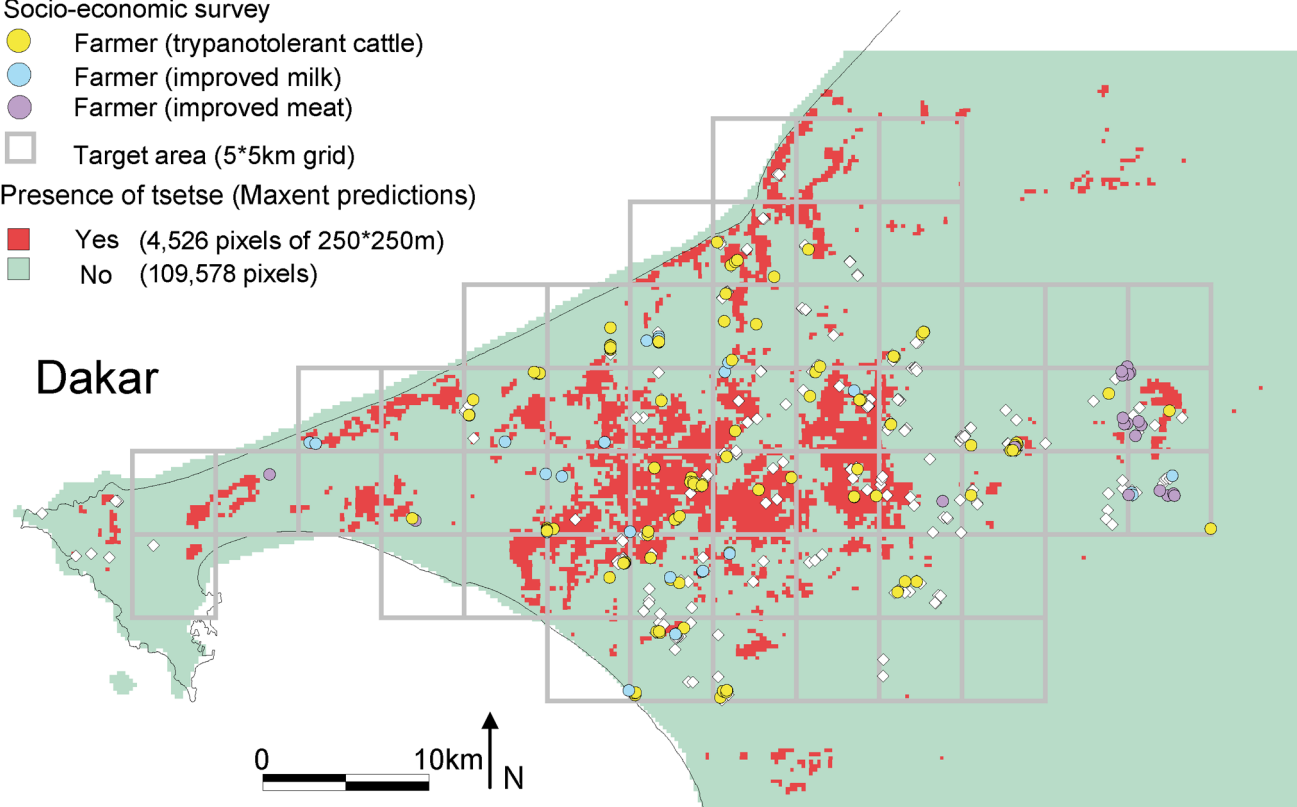 Socio-economic survey
Farmer (trypanotolerant cattle)
Farmer (improved milk)
Farmer (improved meat)
Target area (5*5km grid)
Presence of tsetse (Maxent predictions)
Yes (4,526 pixels of 250*250m)
No (109,578 pixels)
Dakar
0 10km
N